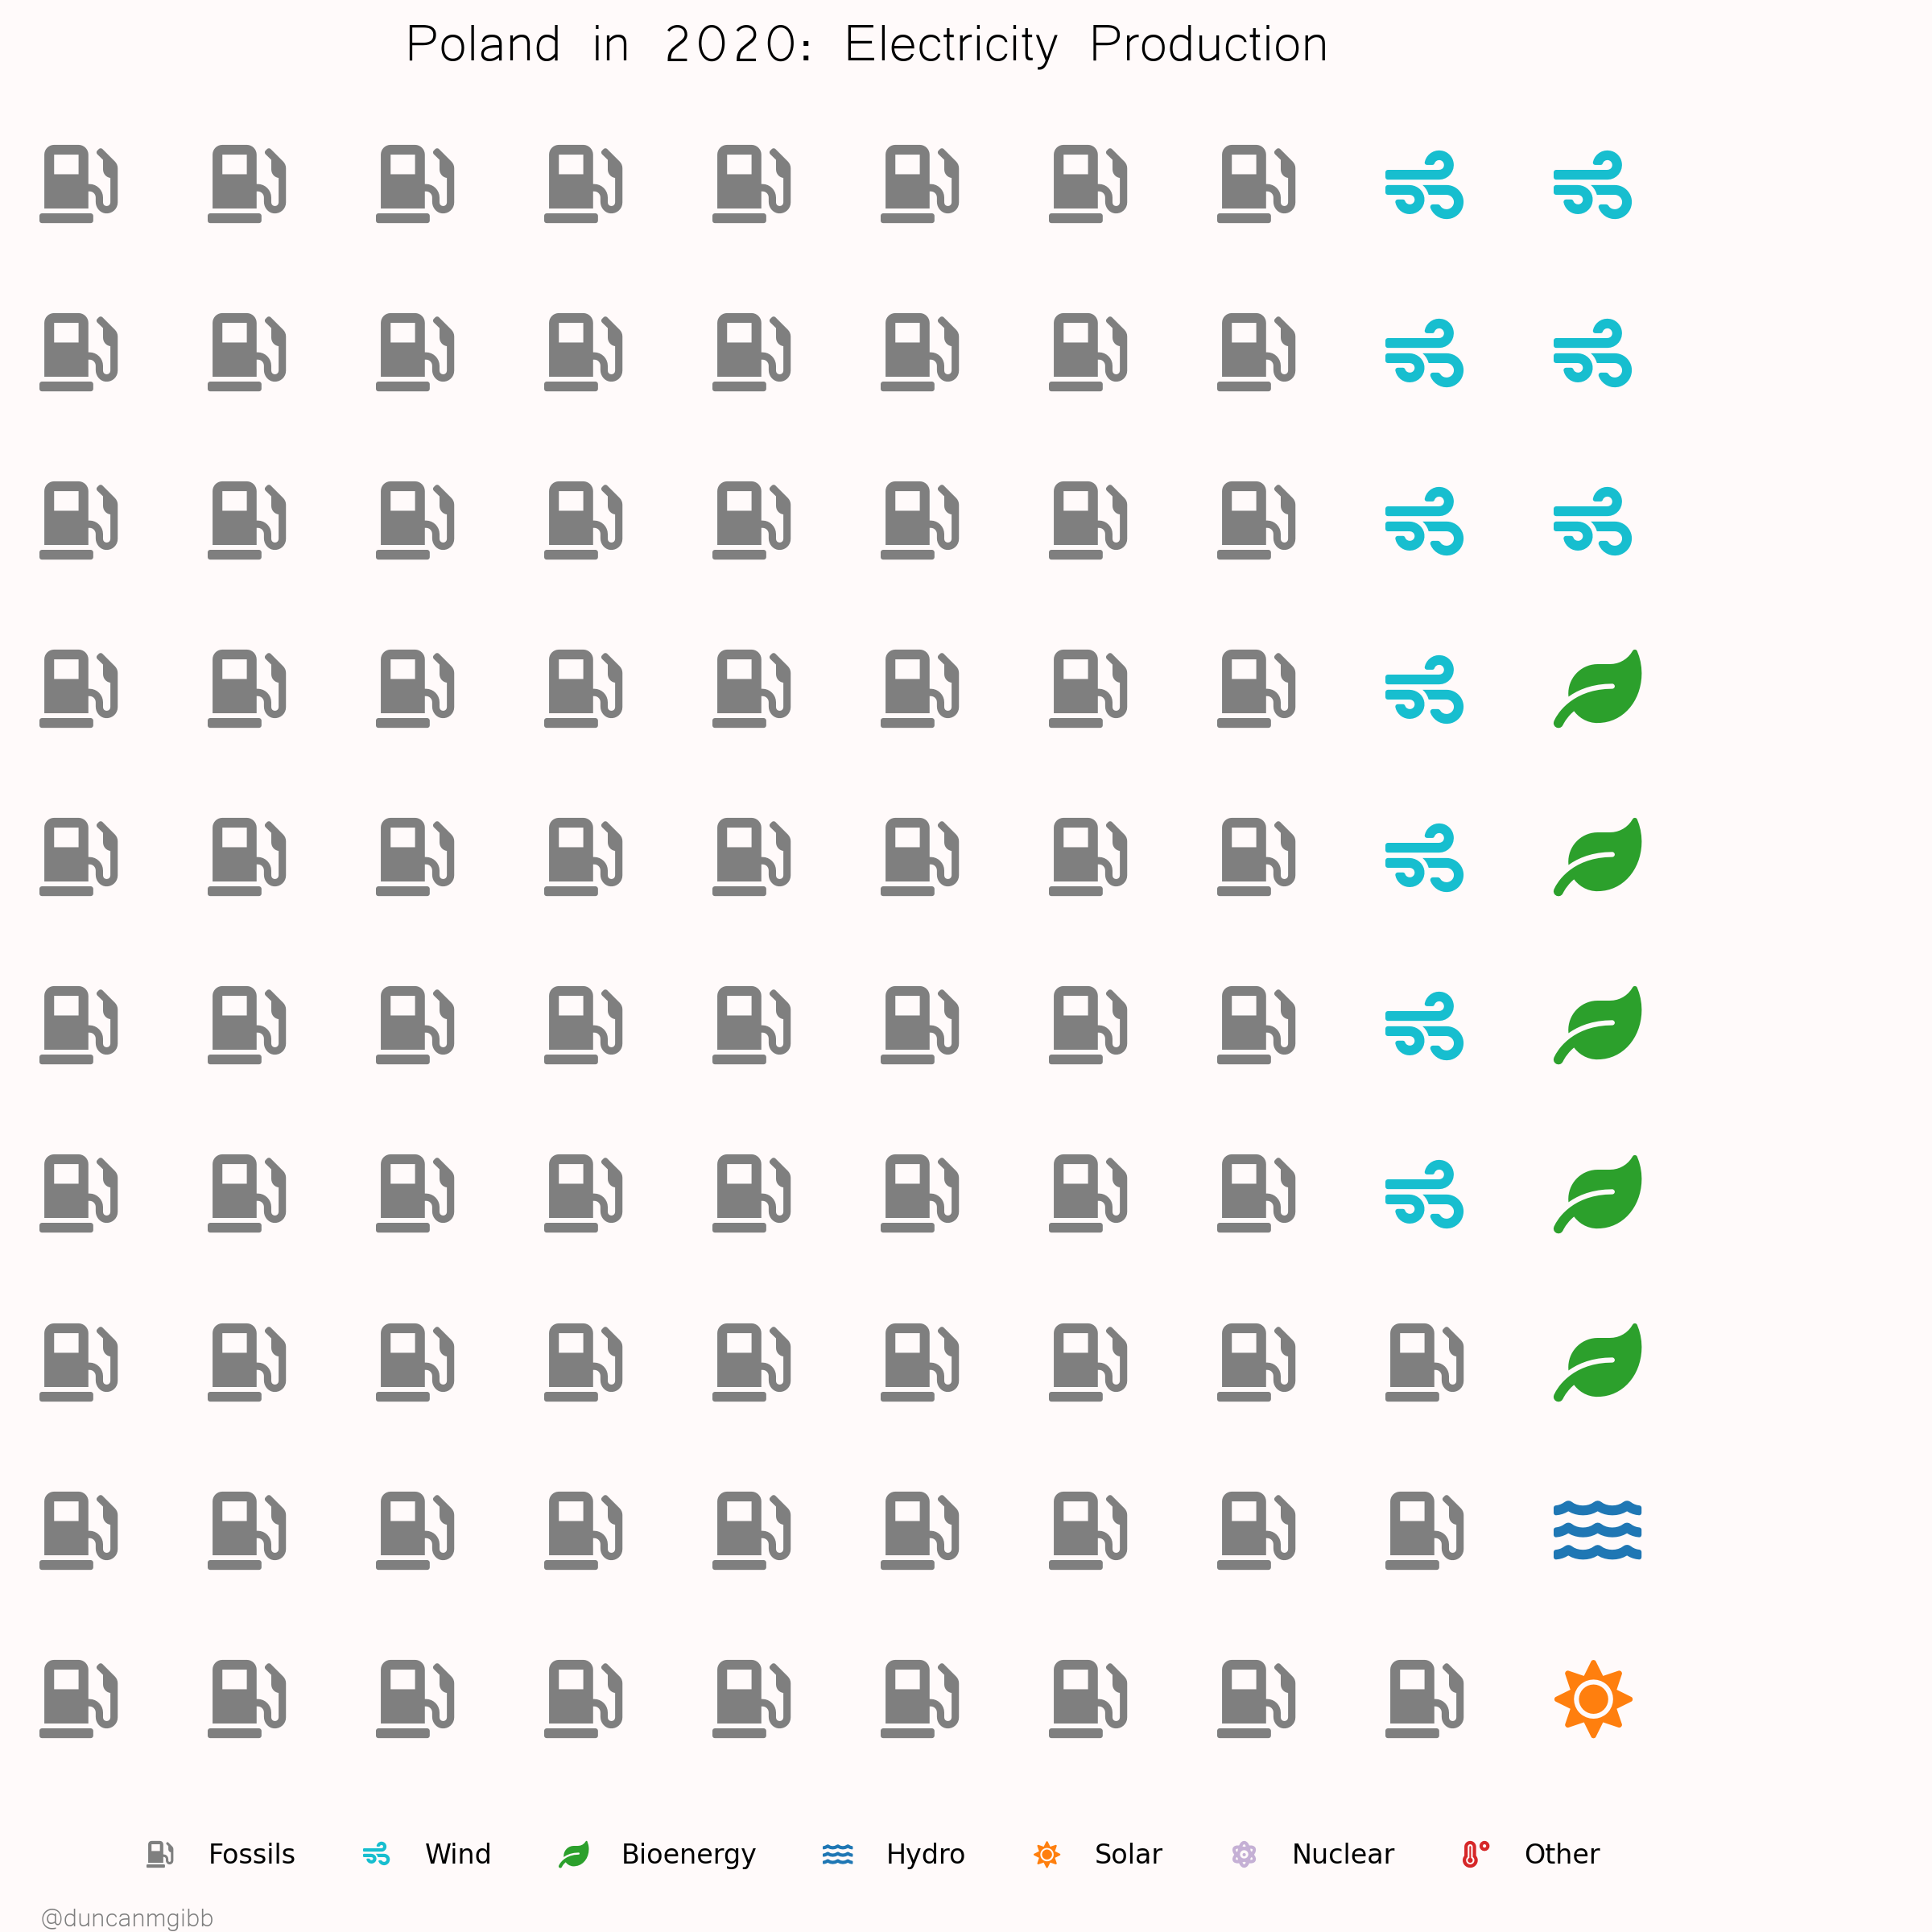 Poland in 2020: Electricity Production
Fossils Wind Bioenergy Hydro Solar Nuclear Other
@duncanmgibb